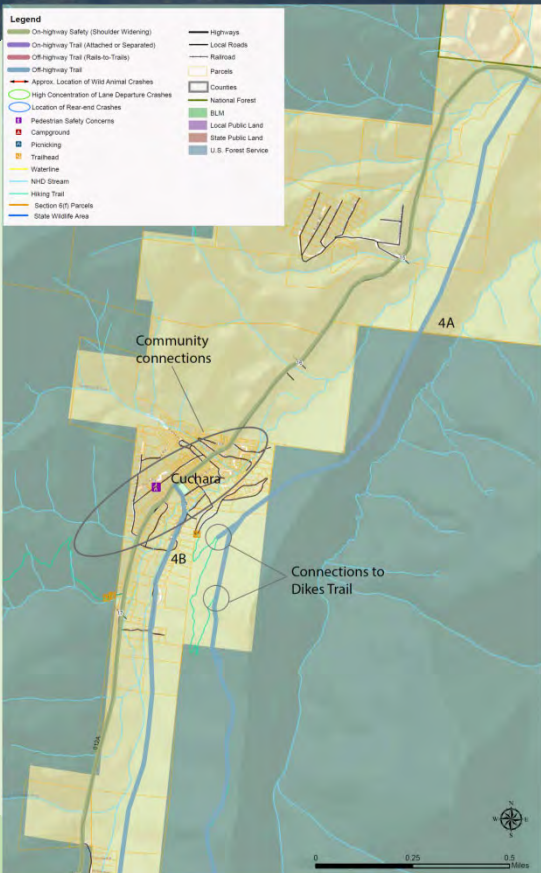 Legend
On-highway Safety (Shoulder Widening)
On-highway Trail (Attached or Separated)
On-highway Trail (Rails-to-Trails)
Off-highway Trail
Approx. Location of Wild Animal Crashes
High Concentration of Lane Departure Crashes
Location of Rear-end Crashes
Pedestrian Safety Concerns
Campground
Picnicking
Trailhead
Waterline
NHD Stream
Hiking Trail
Section 6(f) Parcels
State Wildlife Area
Highways
Local Roads
Railroad
Parcels
Counties
National Forest
BLM
Local Public Land
State Public Land
U.S. Forest Service
4A
Community
connections
Cuchara
4B
Connections to
Dikes Trail
012A
N
W
E
S
0
0.25
0.5
Miles